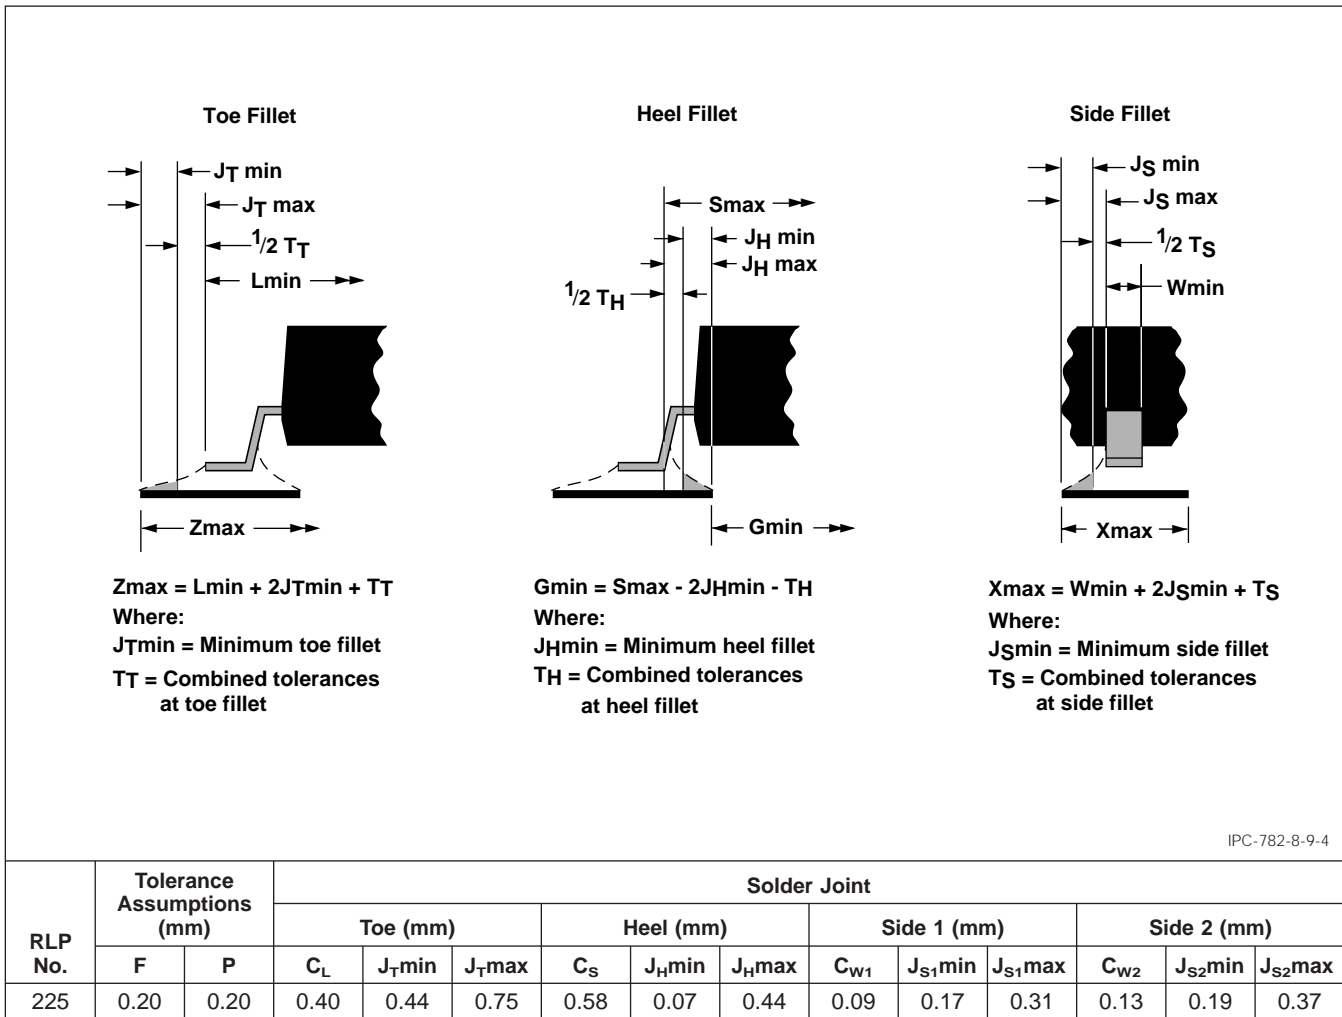 Toe Fillet
JT min
JT max
1/2 TT
Lmin
Zmax
Zmax = Lmin + 2JTmin + TT
Where:
JTmin = Minimum toe fillet
TT = Combined tolerances
at toe fillet
Heel Fillet
Smax
JH min
JH max
1/2 TH
Gmin
Gmin = Smax - 2JHmin - TH
Where:
JHmin = Minimum heel fillet
TH = Combined tolerances
at heel fillet
Side Fillet
JS min
JS max
1/2 TS
Wmin
Xmax
Xmax = Wmin + 2JSmin + TS
Where:
JSmin = Minimum side fillet
TS = Combined tolerances
at side fillet
IPC-782-8-9-4
RLP
No.
Tolerance
Assumptions
(mm)
Solder Joint
Toe (mm) Heel (mm) Side 1 (mm) Side 2 (mm)
F P CL JTmin JTmax CS JHmin JHmax CW1 JS1min JS1max CW2 JS2min JS2max
225 0.20 0.20 0.40 0.44 0.75 0.58 0.07 0.44 0.09 0.17 0.31 0.13 0.19 0.37